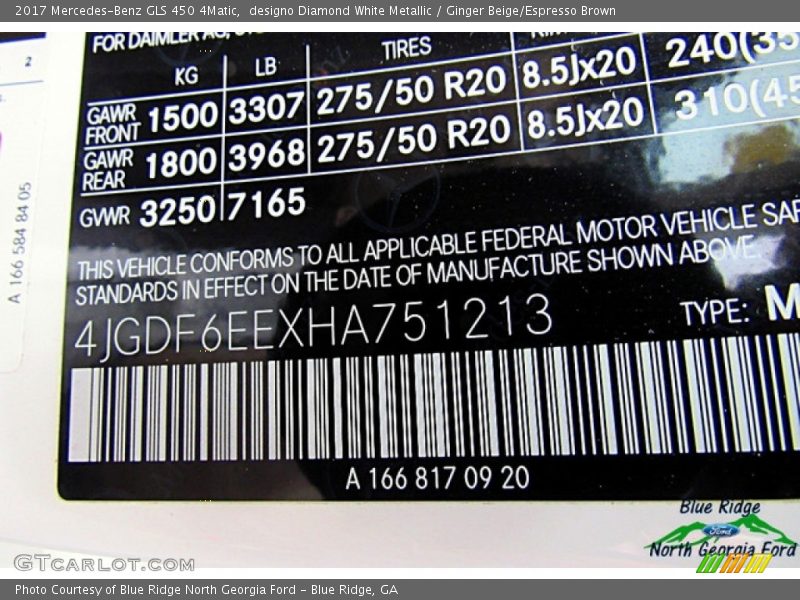 2017 Mercedes-Benz GLS 450 4Matic, designo Diamond White Metallic / Ginger Beige/Espresso Brown
FOR DAIMLER AG,
KG LB TIRES
GAWR FRONT 1500 3307 275/50 R20 8.5Jx20 240(35
GAWR REAR 1800 3968 275/50 R20 8.5Jx20 310(45
GVWR 3250 7165
THIS VEHICLE CONFORMS TO ALL APPLICABLE FEDERAL MOTOR VEHICLE SAF
STANDARDS IN EFFECT ON THE DATE OF MANUFACTURE SHOWN ABOVE.
4JGDF6EEXHA751213 TYPE: M
A 166 817 09 20
2
A 166 584 84 05
Blue Ridge
Ford
North Georgia Ford
GTCARLOT.COM
Photo Courtesy of Blue Ridge North Georgia Ford - Blue Ridge, GA